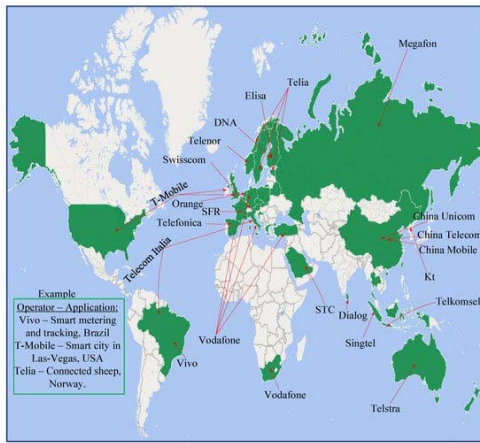 Megafon
Telia
Elisa
DNA
Telenor
Swisscom
T-Mobile
Orange
SFR
Telefonica
Telecom Italia
China Unicom
China Telecom
China Mobile
Kt
Example
Operator – Application:
Vivo – Smart metering
and tracking, Brazil
T-Mobile – Smart city in
Las-Vegas, USA
Telia – Connected sheep,
Norway.
Vodafone
Vivo
STC
Dialog
Telkomsel
Singtel
Vodafone
Telstra